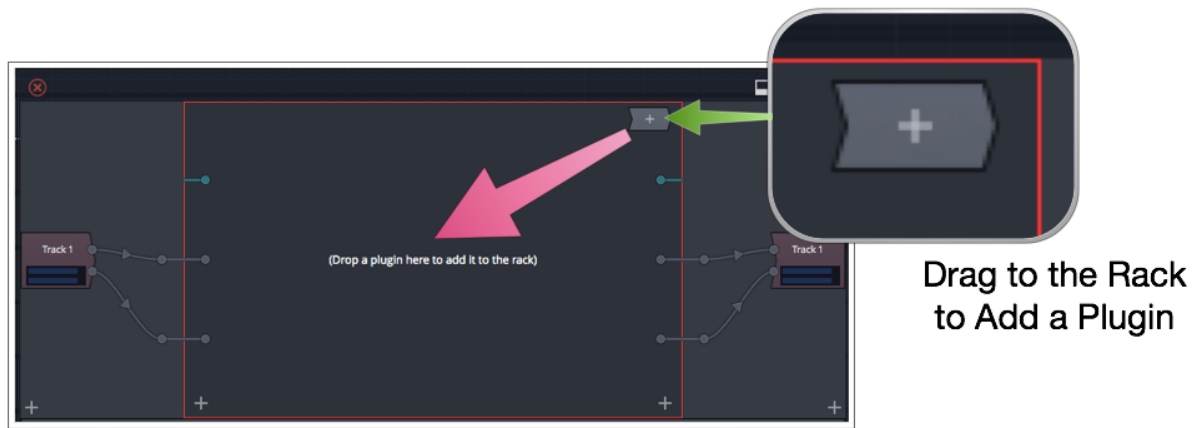 Track 1
(Drop a plugin here to add it to the rack)
Track 1
Drag to the Rack
to Add a Plugin